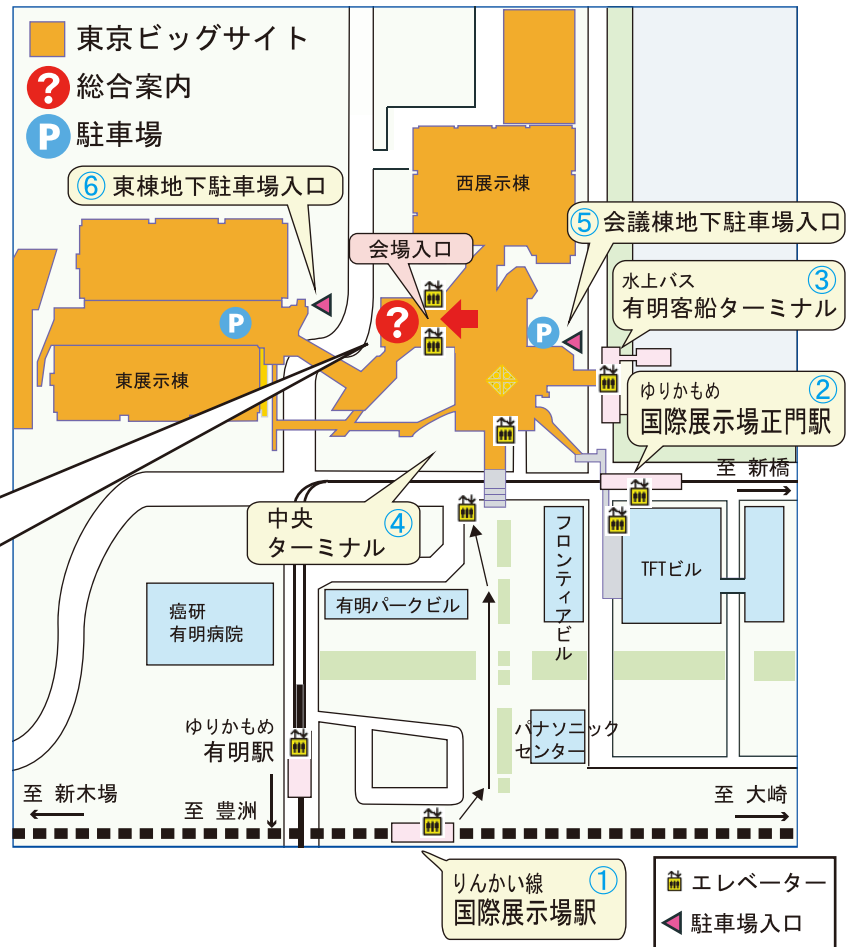 東京ビッグサイト
?
総合案内
P
駐車場
⑥ 東棟地下駐車場入口
西展示棟
⑤ 会議棟地下駐車場入口
会場入口
水上バス ③
有明客船ターミナル
P
?
P
東展示棟
ゆりかもめ ②
国際展示場正門駅
至 新橋
中央 ④
ターミナル
フロンティアビル
TFTビル
癌研
有明病院
有明パークビル
ゆりかもめ
有明駅
パナソニック
センター
至 新木場
至 豊洲
至 大崎
りんかい線 ①
国際展示場駅
エレベーター
駐車場入口